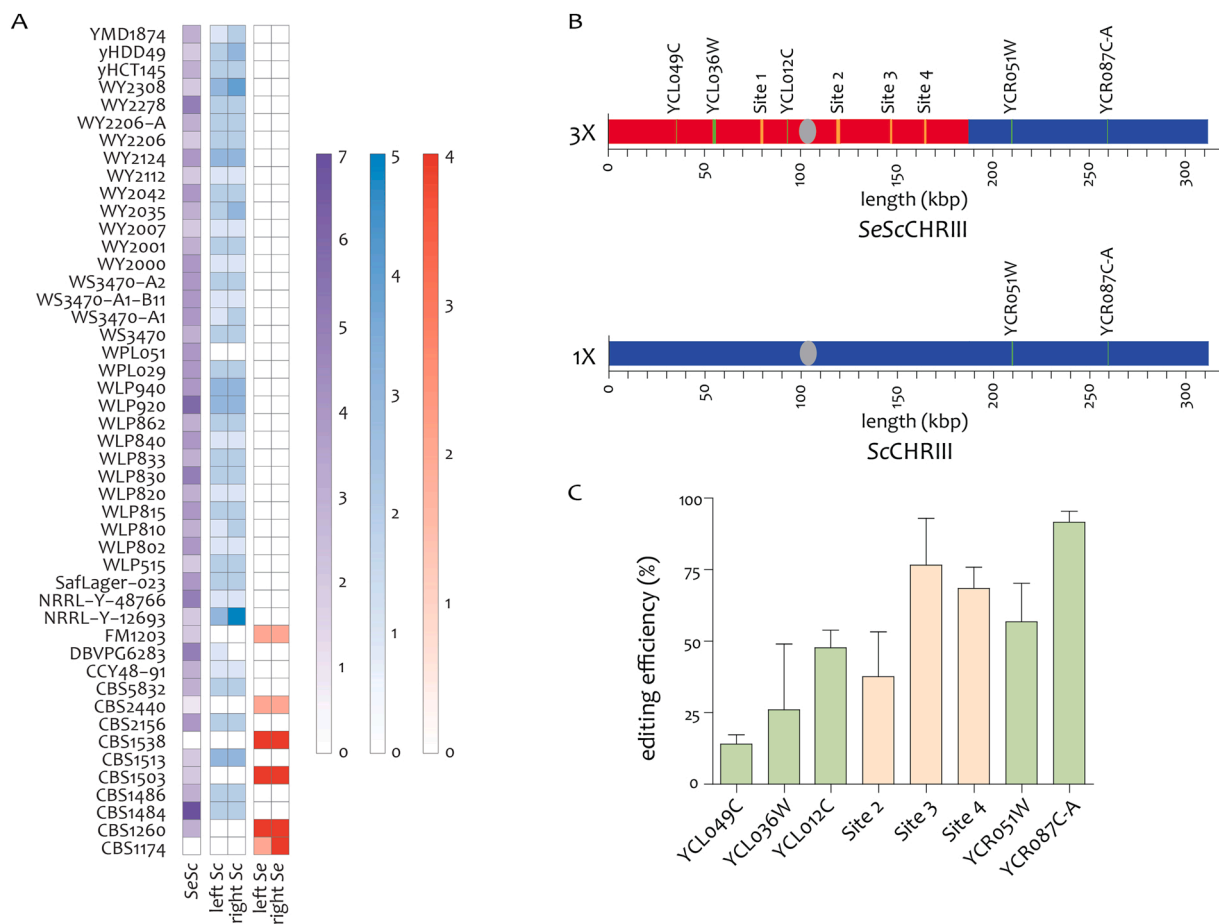 A
YMD1874
yHDD49
yHCT145
WY2308
WY2278
WY2206-A
WY2206
WY2124
WY2112
WY2042
WY2035
WY2007
WY2001
WY2000
WS3470-A2
WS3470-A1-B11
WS3470-A1
WS3470
WPL051
WPL029
WLP940
WLP920
WLP862
WLP840
WLP833
WLP830
WLP820
WLP815
WLP810
WLP802
WLP515
SafLager-023
NRRL-Y-48766
NRRL-Y-12693
FM1203
DBVPG6283
CCY48-91
CBS5832
CBS2440
CBS2156
CBS1538
CBS1513
CBS1503
CBS1486
CBS1484
CBS1260
CBS1174
SeSc
left Sc
right Sc
left Se
right Se
7
6
5
4
3
2
1
0
5
4
3
2
1
0
4
3
2
1
0
B
YCL049C
YCL036W
Site 1
YCL012C
Site 2
Site 3
Site 4
YCR051W
YCR087C-A
3X
0
50
100
150
200
250
300
length (kbp)
SeScCHRIII
YCR051W
YCR087C-A
1X
0
50
100
150
200
250
300
length (kbp)
ScCHRIII
C
editing efficiency (%)
100
75
50
25
0
YCL049C
YCL036W
YCL012C
Site 2
Site 3
Site 4
YCR051W
YCR087C-A